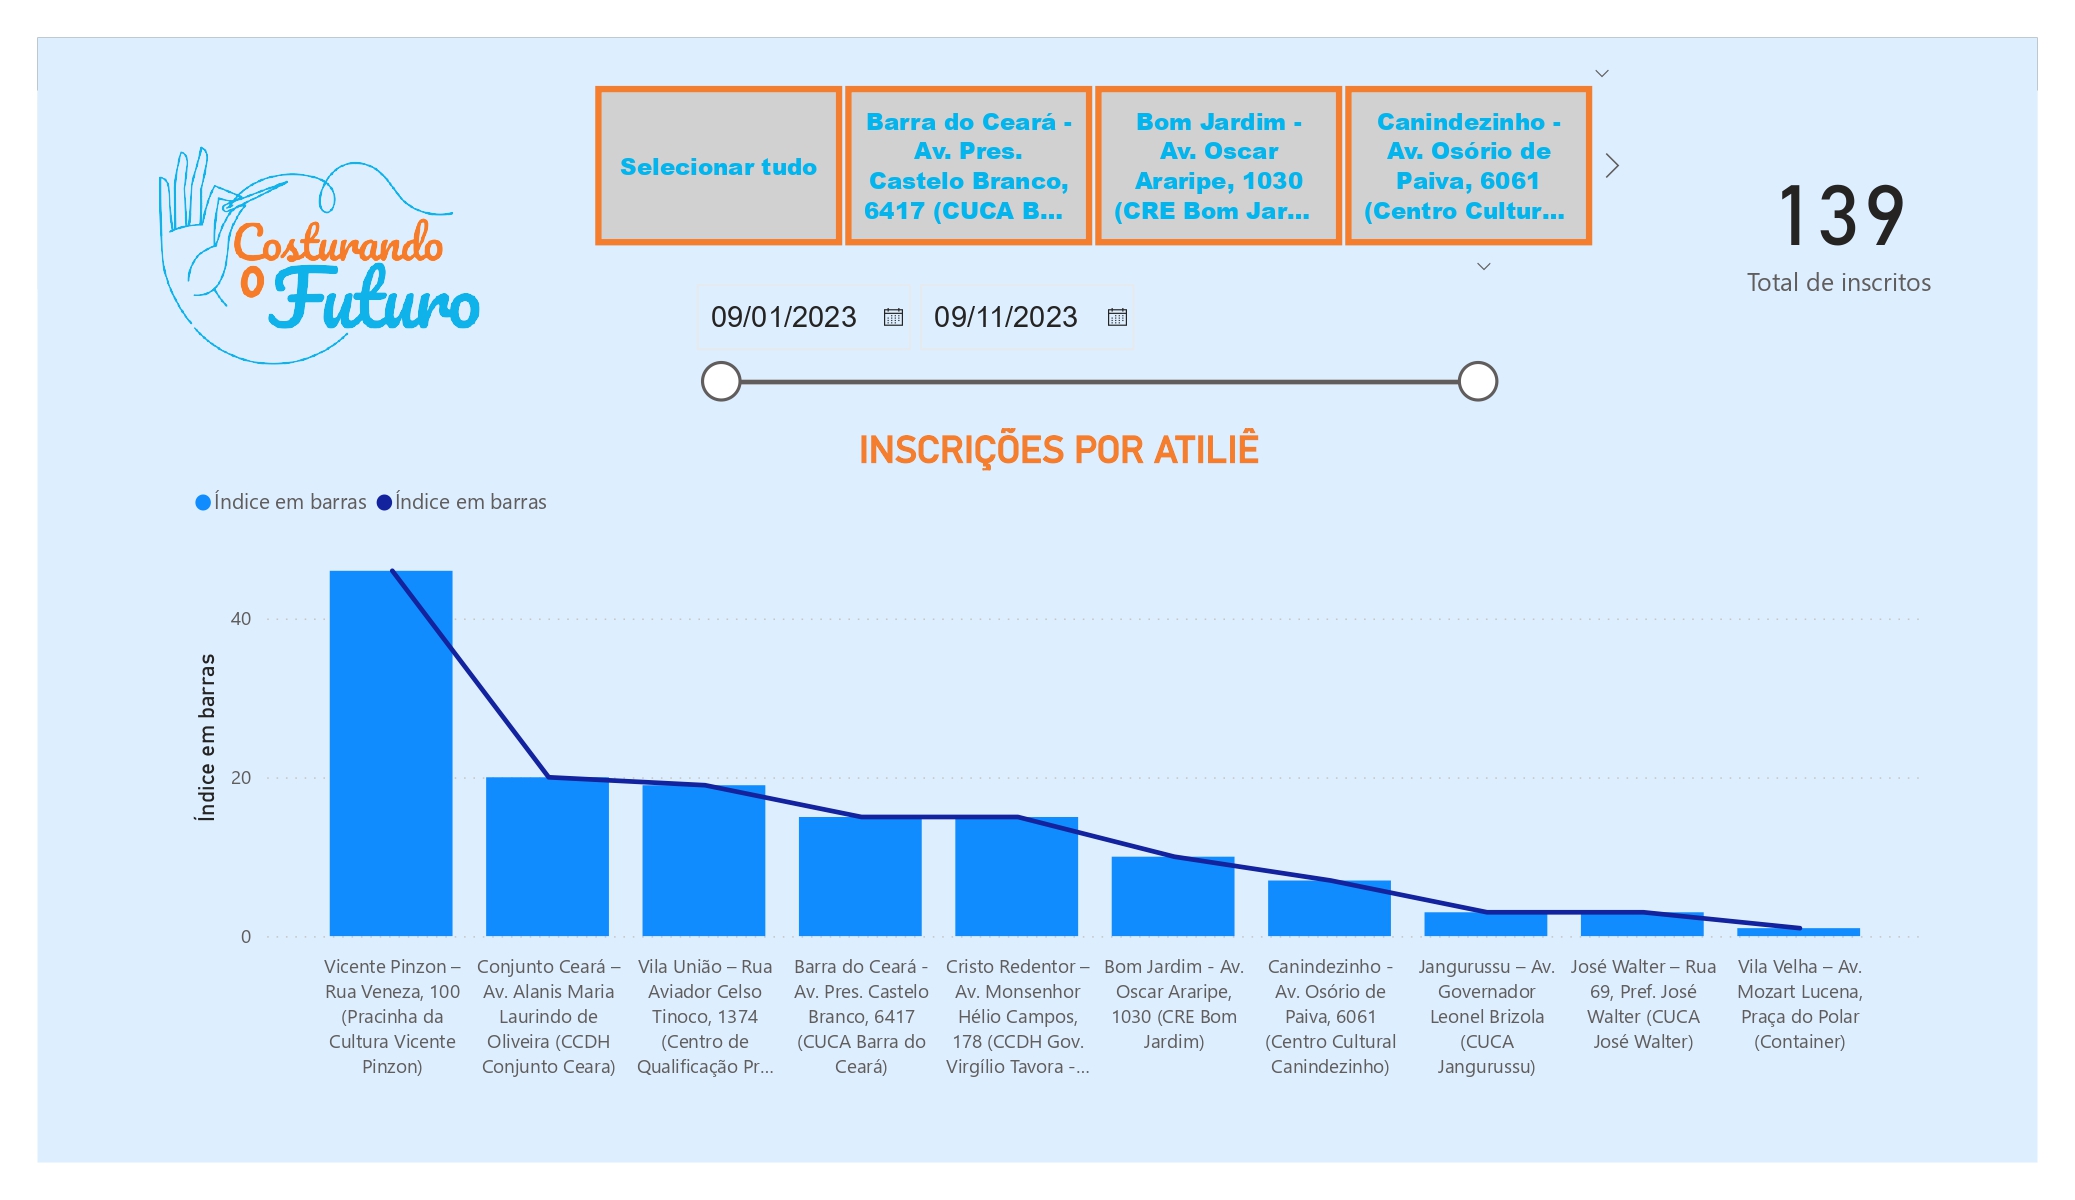 Costurando
o Futuro
Selecionar tudo
Barra do Ceará -
Av. Pres.
Castelo Branco,
6417 (CUCA B...
Bom Jardim -
Av. Oscar
Araripe, 1030
(CRE Bom Jar...
Canindezinho -
Av. Osório de
Paiva, 6061
(Centro Cultur...
139
Total de inscritos
09/01/2023
09/11/2023
INSCRIÇÕES POR ATILIÊ
Índice em barras
Índice em barras
Índice em barras
40
20
0
Vicente Pinzon –
Rua Veneza, 100
(Pracinha da
Cultura Vicente
Pinzon)
Conjunto Ceará –
Av. Alanis Maria
Laurindo de
Oliveira (CCDH
Conjunto Ceara)
Vila União – Rua
Aviador Celso
Tinoco, 1374
(Centro de
Qualificação Pr...
Barra do Ceará -
Av. Pres. Castelo
Branco, 6417
(CUCA Barra do
Ceará)
Cristo Redentor –
Av. Monsenhor
Hélio Campos,
178 (CCDH Gov.
Virgílio Tavora -...
Bom Jardim - Av.
Oscar Araripe,
1030 (CRE Bom
Jardim)
Canindezinho -
Av. Osório de
Paiva, 6061
(Centro Cultural
Canindezinho)
Jangurussu – Av.
Governador
Leonel Brizola
(CUCA
Jangurussu)
José Walter – Rua
69, Pref. José
Walter (CUCA
José Walter)
Vila Velha – Av.
Mozart Lucena,
Praça do Polar
(Container)